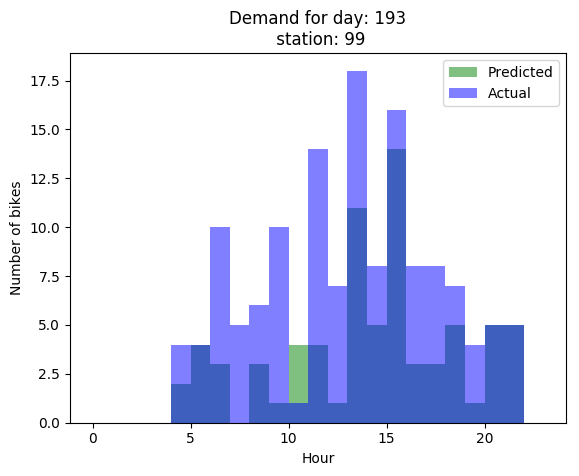 Demand for day: 193
station: 99
Predicted
Actual
17.5
15.0
12.5
10.0
7.5
5.0
2.5
0.0
Number of bikes
0 5 10 15 20
Hour